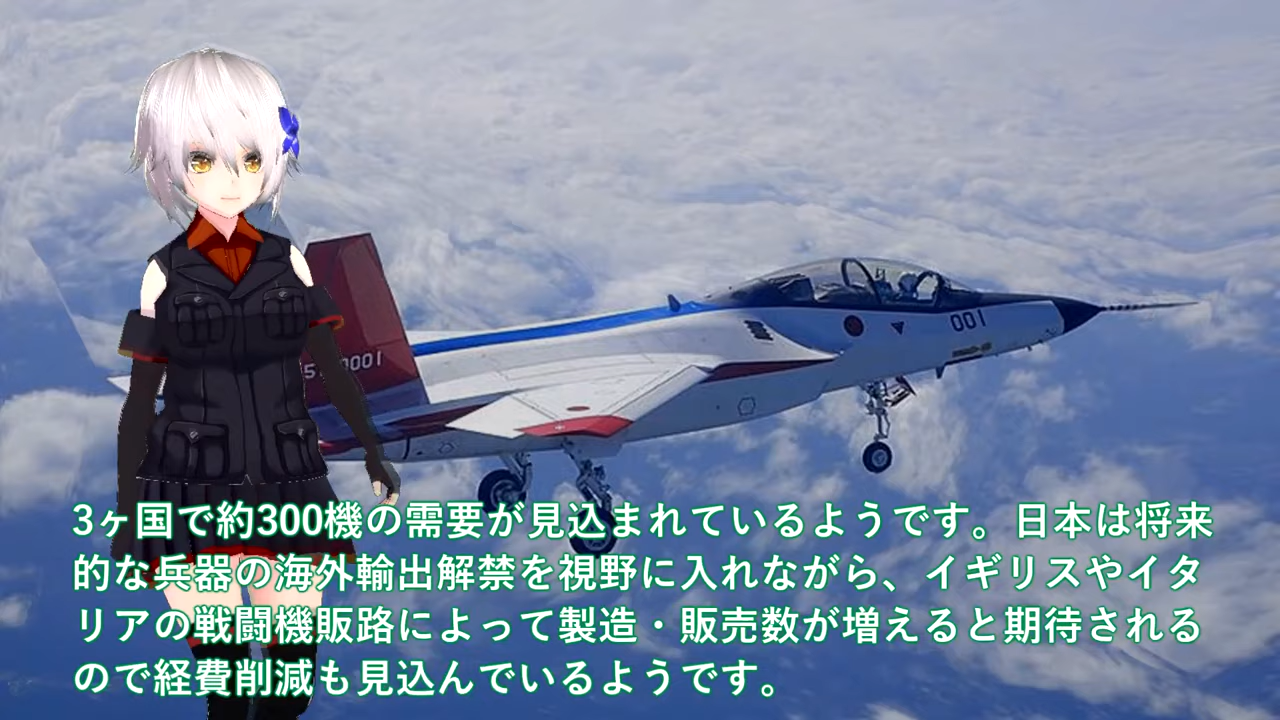 001
5 0001
3ヶ国で約300機の需要が見込まれているようです。日本は将来
的な兵器の海外輸出解禁を視野に入れながら、イギリスやイタ
リアの戦闘機販路によって製造・販売数が増えると期待される
ので経費削減も見込んでいるようです。